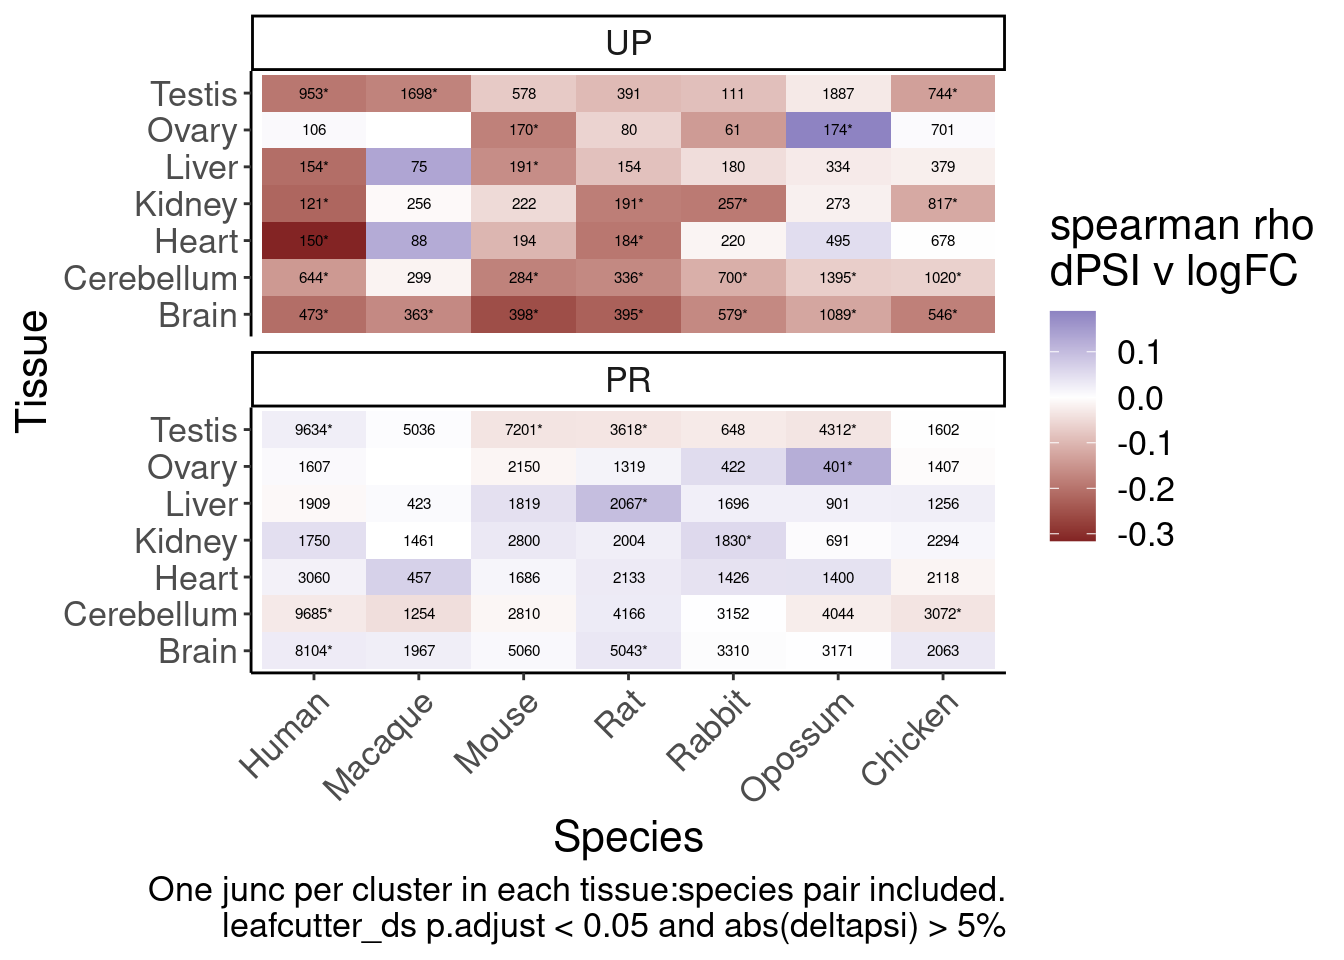 UP
Testis 953* 1698* 578 391 111 1887 744*
Ovary 106 170* 80 61 174* 701
Liver 154* 75 191* 154 180 334 379
Kidney 121* 256 222 191* 257* 273 817*
Heart 150* 88 194 184* 220 495 678
Cerebellum 644* 299 284* 336* 700* 1395* 1020*
Brain 473* 363* 398* 395* 579* 1089* 546*
PR
Testis 9634* 5036 7201* 3618* 648 4312* 1602
Ovary 1607 2150 1319 422 401* 1407
Liver 1909 423 1819 2067* 1696 901 1256
Kidney 1750 1461 2800 2004 1830* 691 2294
Heart 3060 457 1686 2133 1426 1400 2118
Cerebellum 9685* 1254 2810 4166 3152 4044 3072*
Brain 8104* 1967 5060 5043* 3310 3171 2063
Human Macaque Mouse Rat Rabbit Opossum Chicken
Tissue
Species
One junc per cluster in each tissue:species pair included.
leafcutter_ds p.adjust < 0.05 and abs(deltapsi) > 5%
spearman rho
dPSI v logFC
0.1
0.0
-0.1
-0.2
-0.3